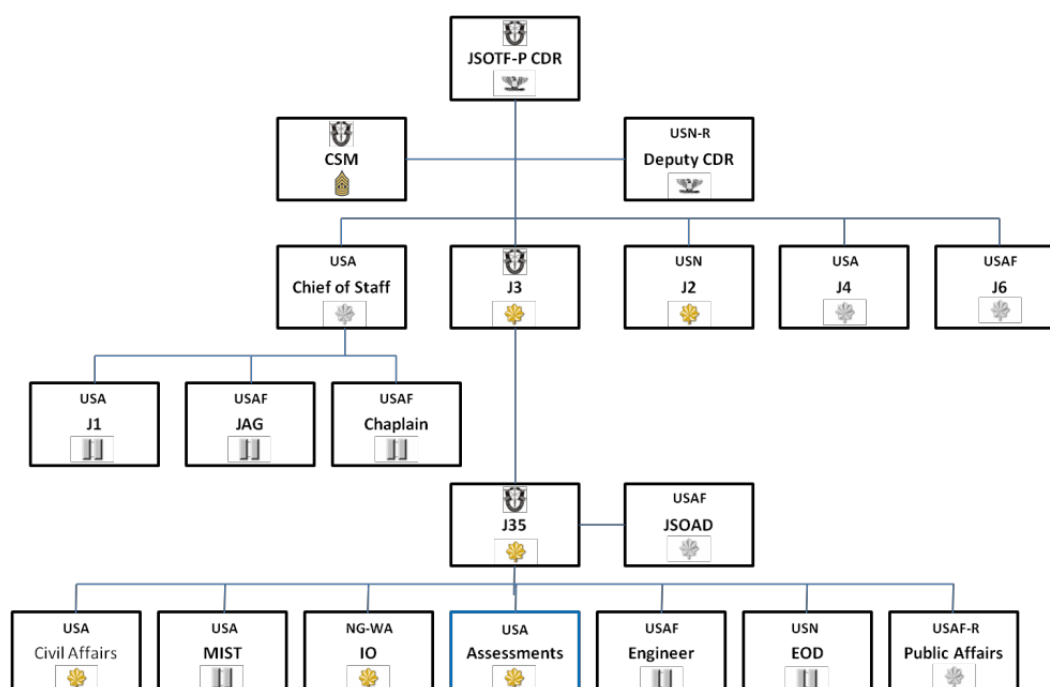 JSOTF-P CDR
CSM
USN-R
Deputy CDR
USA
Chief of Staff
J3
USN
J2
USA
J4
USAF
J6
USA
J1
USAF
JAG
USAF
Chaplain
J35
USAF
JSOAD
USA
Civil Affairs
USA
MIST
NG-WA
IO
USA
Assessments
USAF
Engineer
USN
EOD
USAF-R
Public Affairs